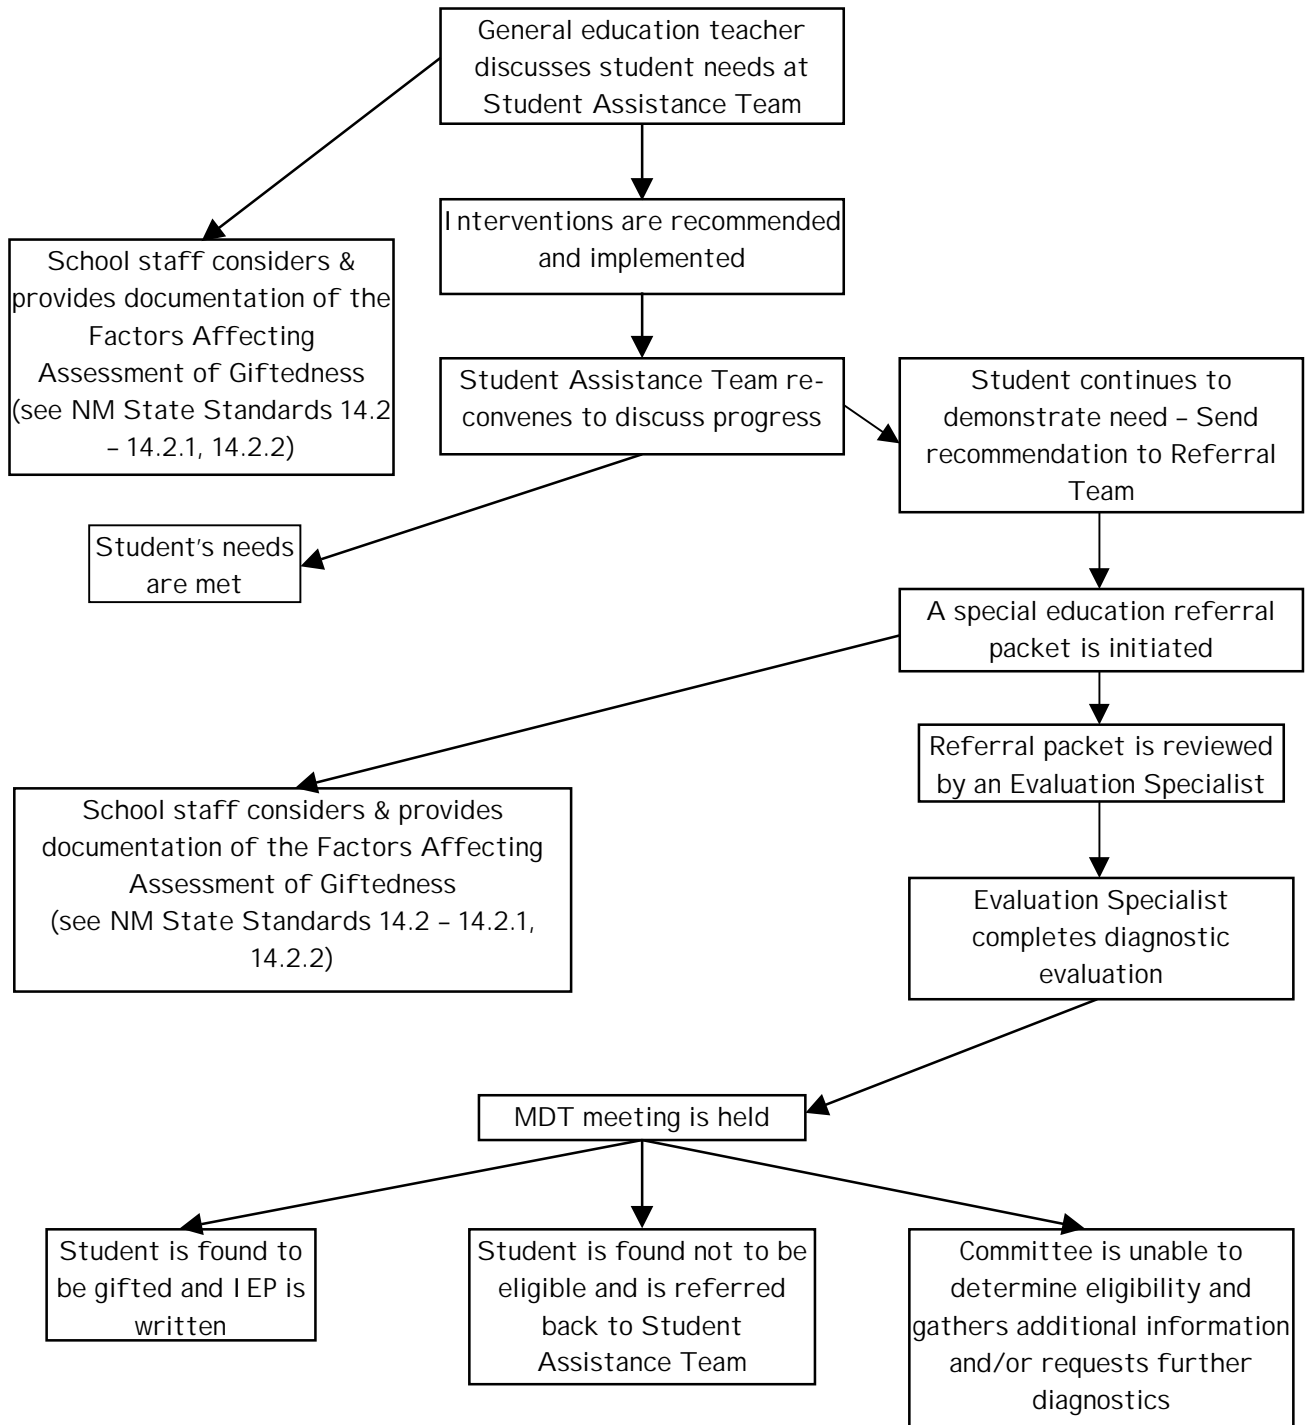 General education teacher
discusses student needs at
Student Assistance Team
Interventions are recommended
and implemented
School staff considers &
provides documentation of the
Factors Affecting
Assessment of Giftedness
(see NM State Standards 14.2
– 14.2.1, 14.2.2)
Student Assistance Team re-
convenes to discuss progress
Student continues to
demonstrate need – Send
recommendation to Referral
Team
Student's needs
are met
A special education referral
packet is initiated
Referral packet is reviewed
by an Evaluation Specialist
School staff considers & provides
documentation of the Factors Affecting
Assessment of Giftedness
(see NM State Standards 14.2 – 14.2.1,
14.2.2)
Evaluation Specialist
completes diagnostic
evaluation
MDT meeting is held
Student is found to
be gifted and IEP is
written
Student is found not to be
eligible and is referred
back to Student
Assistance Team
Committee is unable to
determine eligibility and
gathers additional information
and/or requests further
diagnostics